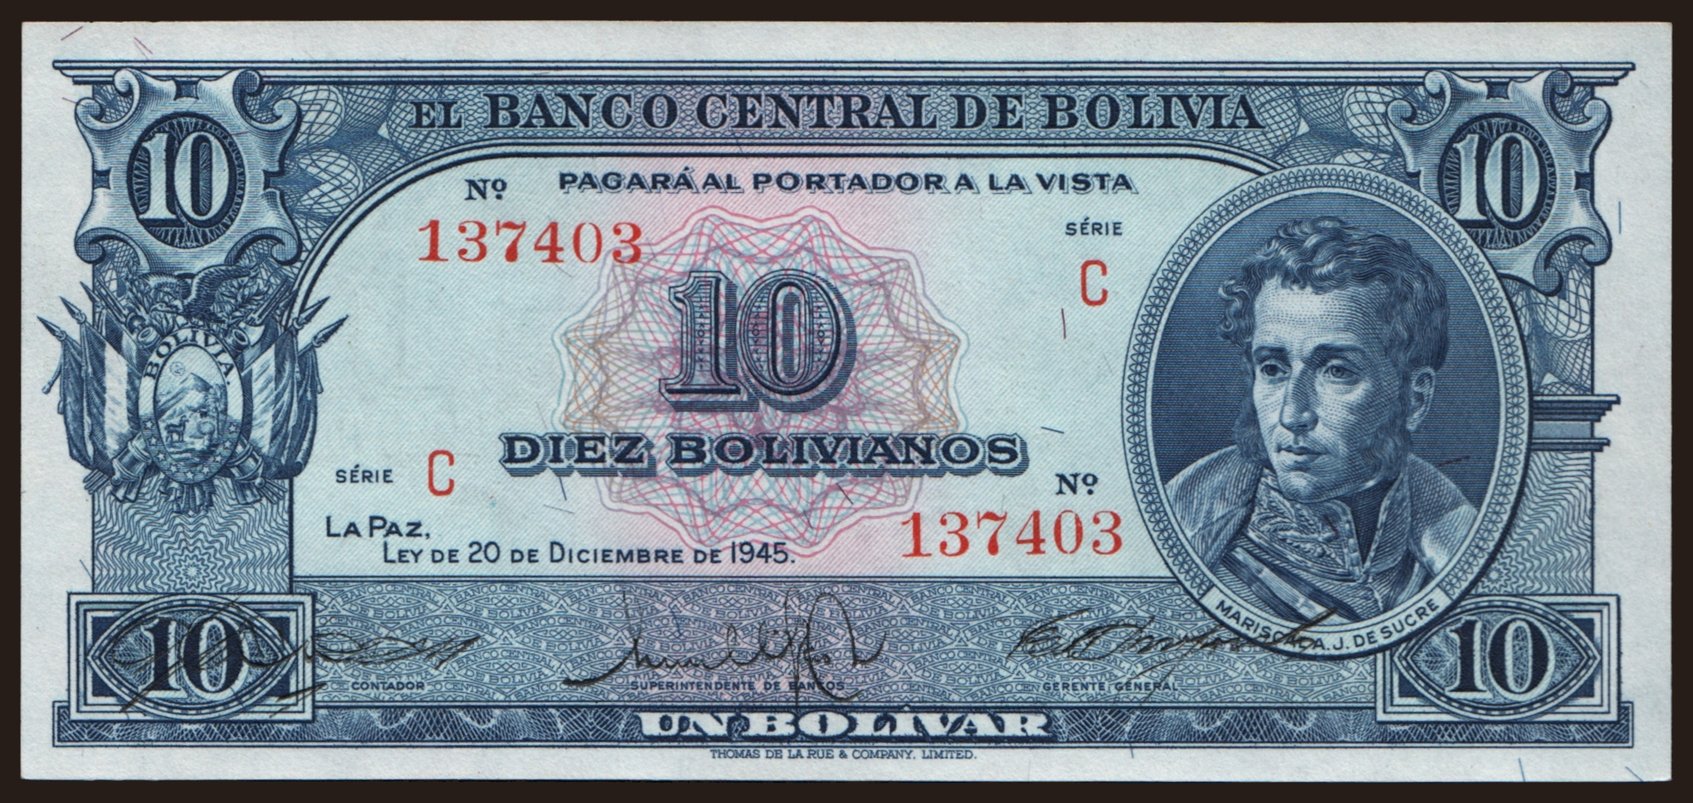 10
EL BANCO CENTRAL DE BOLIVIA
10
Nº PAGARÁ AL PORTADOR A LA VISTA
137403
SÉRIE
C
10
BOLIVIA.
DIEZ BOLIVIANOS
SÉRIE C
Nº
137403
LA PAZ,
LEY DE 20 DE DICIEMBRE DE 1945.
MARISCAL A. J. DE SUCRE
10
CONTADOR
SUPERINTENDENTE DE BANCOS
GERENTE GENERAL
10
UN BOLÍVAR
THOMAS DE LA RUE & COMPANY, LIMITED.